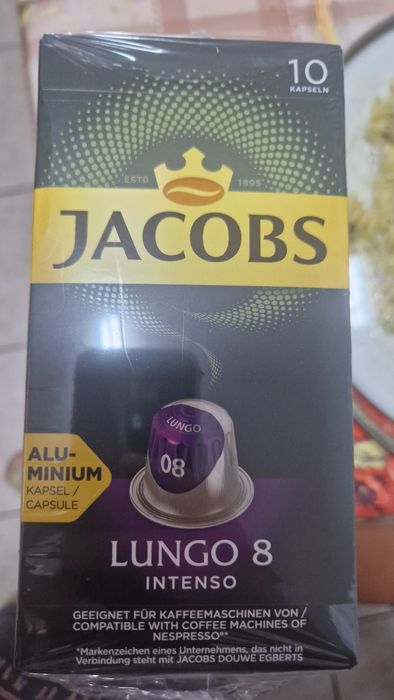 10
KAPSELN
ESTD 1895
JACOBS
LUNGO
08
ALU-
MINIUM
KAPSEL /
CAPSULE
LUNGO 8
INTENSO
GEEIGNET FÜR KAFFEEMASCHINEN VON /
COMPATIBLE WITH COFFEE MACHINES OF
NESPRESSO®*
*Markenzeichen eines Unternehmens, das nicht in
Verbindung steht mit JACOBS DOUWE EGBERTS